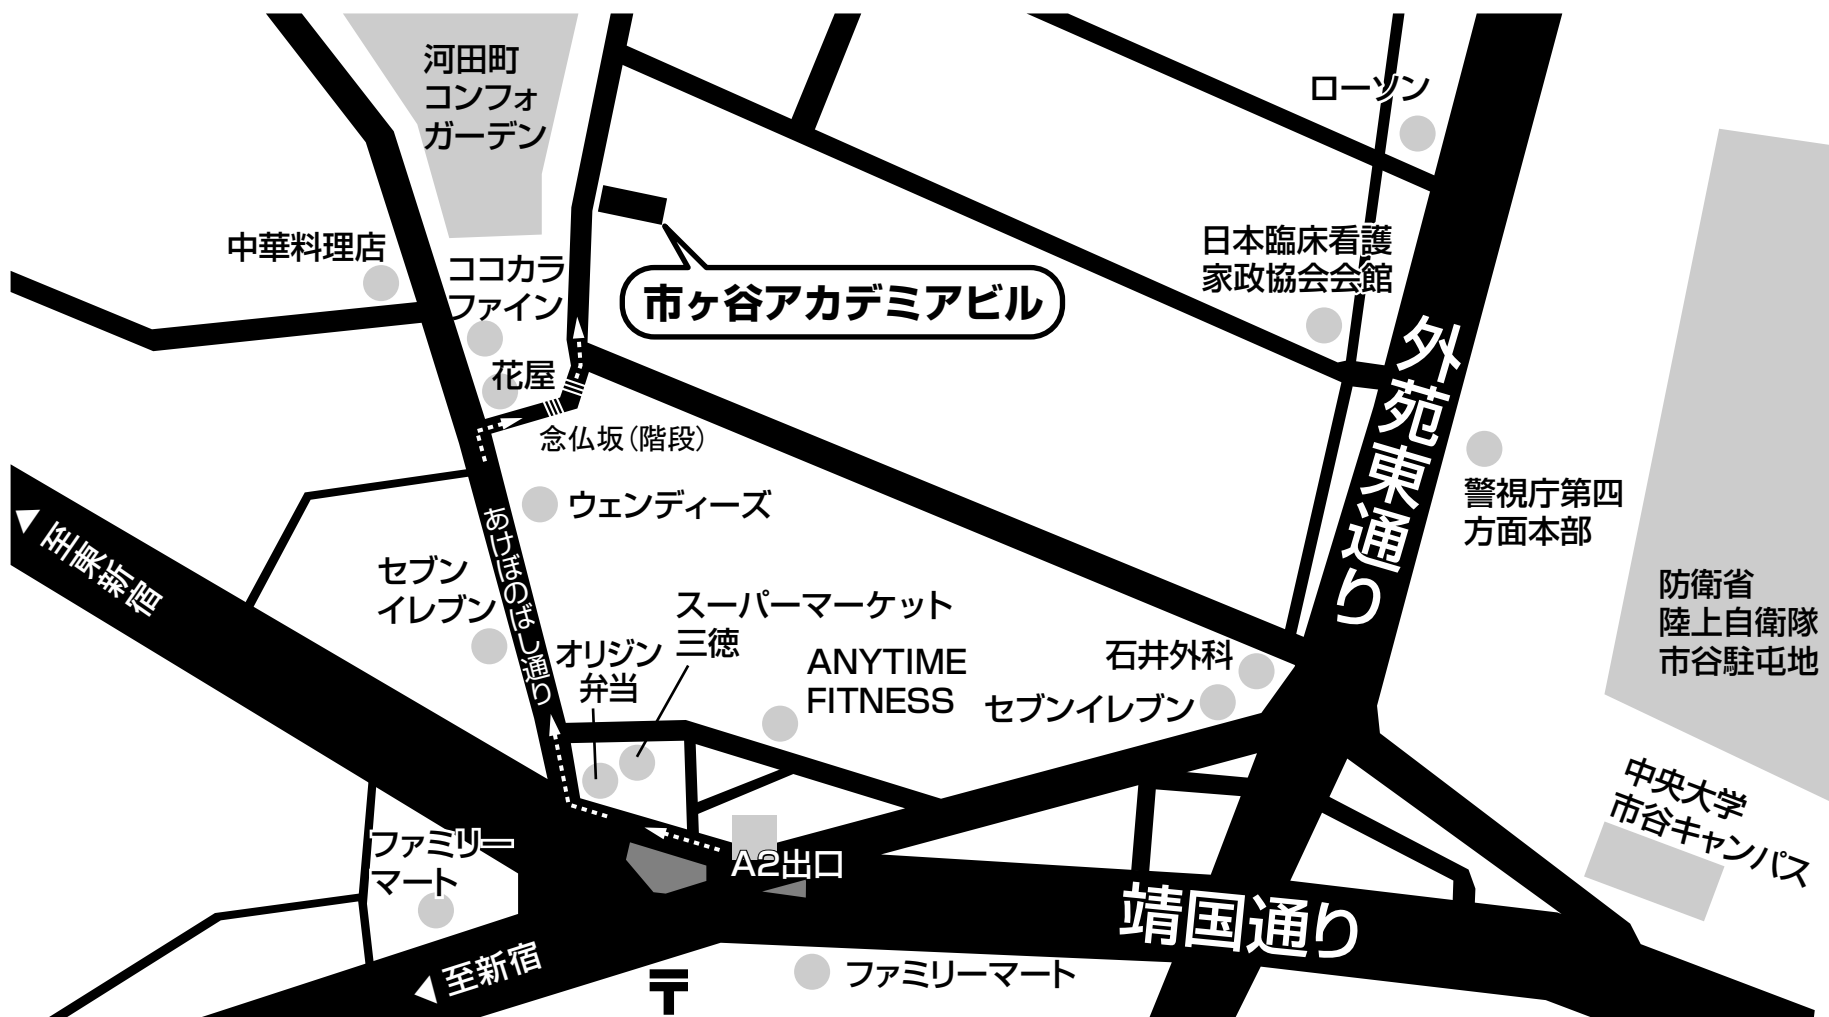 河田町
コンフォ
ガーデン
ローソン
中華料理店
ココカラ
ファイン
市ヶ谷アカデミアビル
日本臨床看護
家政協会会館
花屋
念仏坂（階段）
外苑東通り
ウェンディーズ
警視庁第四
方面本部
至東新宿
あけぼのばし通り
セブン
イレブン
スーパーマーケット
三徳
オリジン
弁当
ANYTIME
FITNESS
石井外科
セブンイレブン
防衛省
陸上自衛隊
市谷駐屯地
中央大学
市谷キャンパス
ファミリー
マート
A2出口
靖国通り
至新宿
〒
ファミリーマート